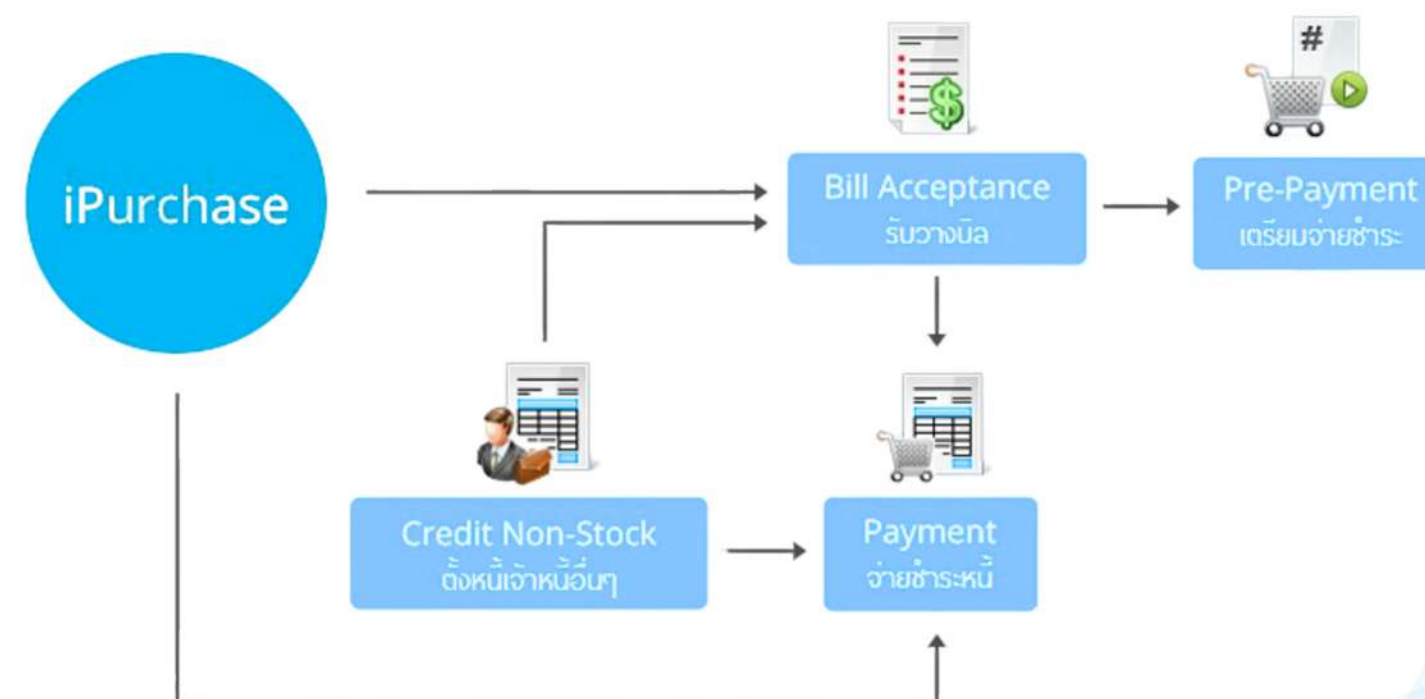 iPurchase
Bill Acceptance
รับวางบิล
#
Pre-Payment
เตรียมจ่ายชำระ
Credit Non-Stock
ตั้งหนี้เจ้าหนี้อื่นๆ
Payment
จ่ายชำระหนี้